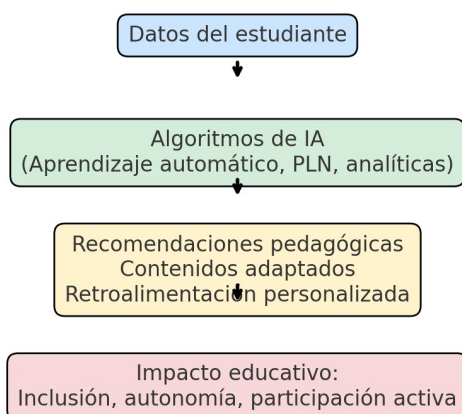 Datos del estudiante
Algoritmos de IA
(Aprendizaje automático, PLN, analíticas)
Recomendaciones pedagógicas
Contenidos adaptados
Retroalimentación personalizada
Impacto educativo:
Inclusión, autonomía, participación activa